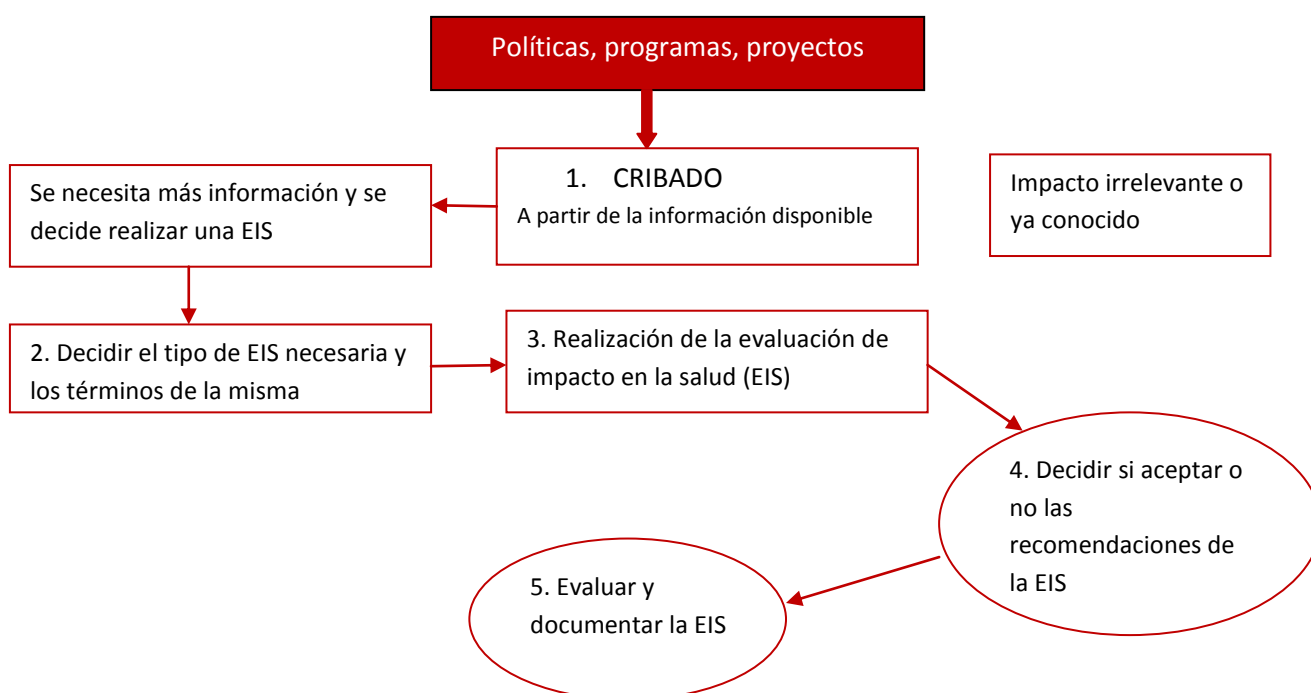 Políticas, programas, proyectos
1. CRIBADO
A partir de la información disponible
Se necesita más información y se
decide realizar una EIS
Impacto irrelevante o
ya conocido
2. Decidir el tipo de EIS necesaria y
los términos de la misma
3. Realización de la evaluación de
impacto en la salud (EIS)
4. Decidir si aceptar o
no las
recomendaciones de
la EIS
5. Evaluar y
documentar la EIS